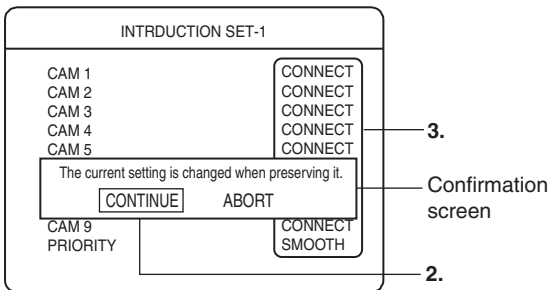 INTRDUCTION SET-1
CAM 1 CONNECT
CAM 2 CONNECT
CAM 3 CONNECT
CAM 4 CONNECT
CAM 5 CONNECT
3.
The current setting is changed when preserving it.
CONTINUE ABORT
Confirmation
screen
CAM 9 CONNECT
PRIORITY SMOOTH
2.